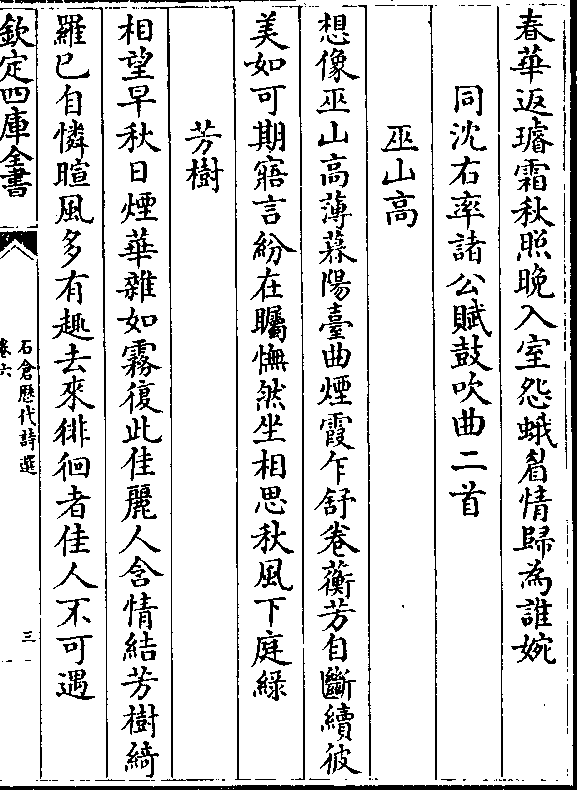 春華返瓐霜秋照晚入室怨蛾眉情歸為誰婉
同沈右率諸公賦鼓吹曲二首
巫山高
想像巫山高薄暮陽臺曲煙霞乍舒卷蘅芳自斷續彼
美如可期寤言紛在矚憮然坐相思秋風下庭綠
芳樹
相望早秋日煙華雜如霧復此佳麗人含情結芳樹綺
羅已自憐暄風多有趣去來徘徊者佳人不可遇
欽定四庫全書
石倉歷代詩選
卷六
三